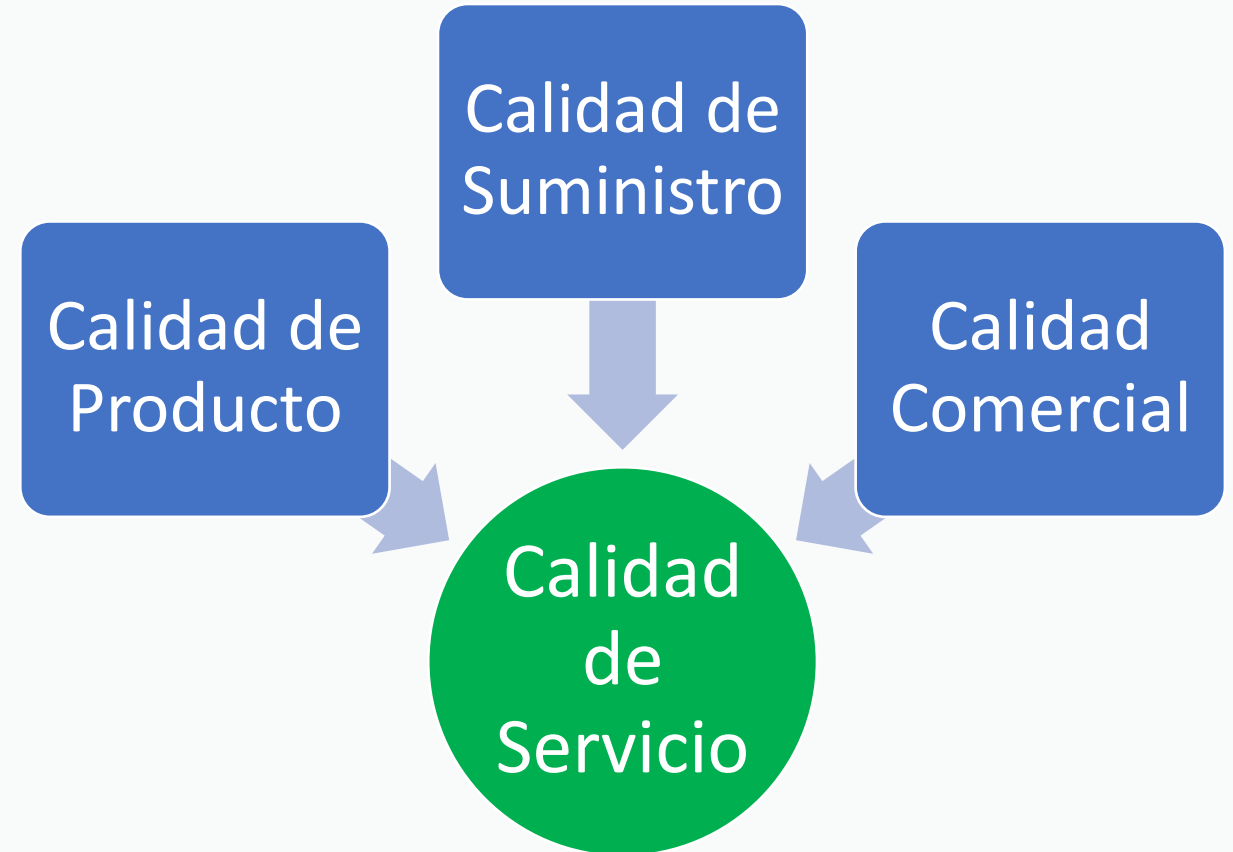 Calidad de
Suministro
Calidad de
Producto
Calidad
Comercial
Calidad
de
Servicio